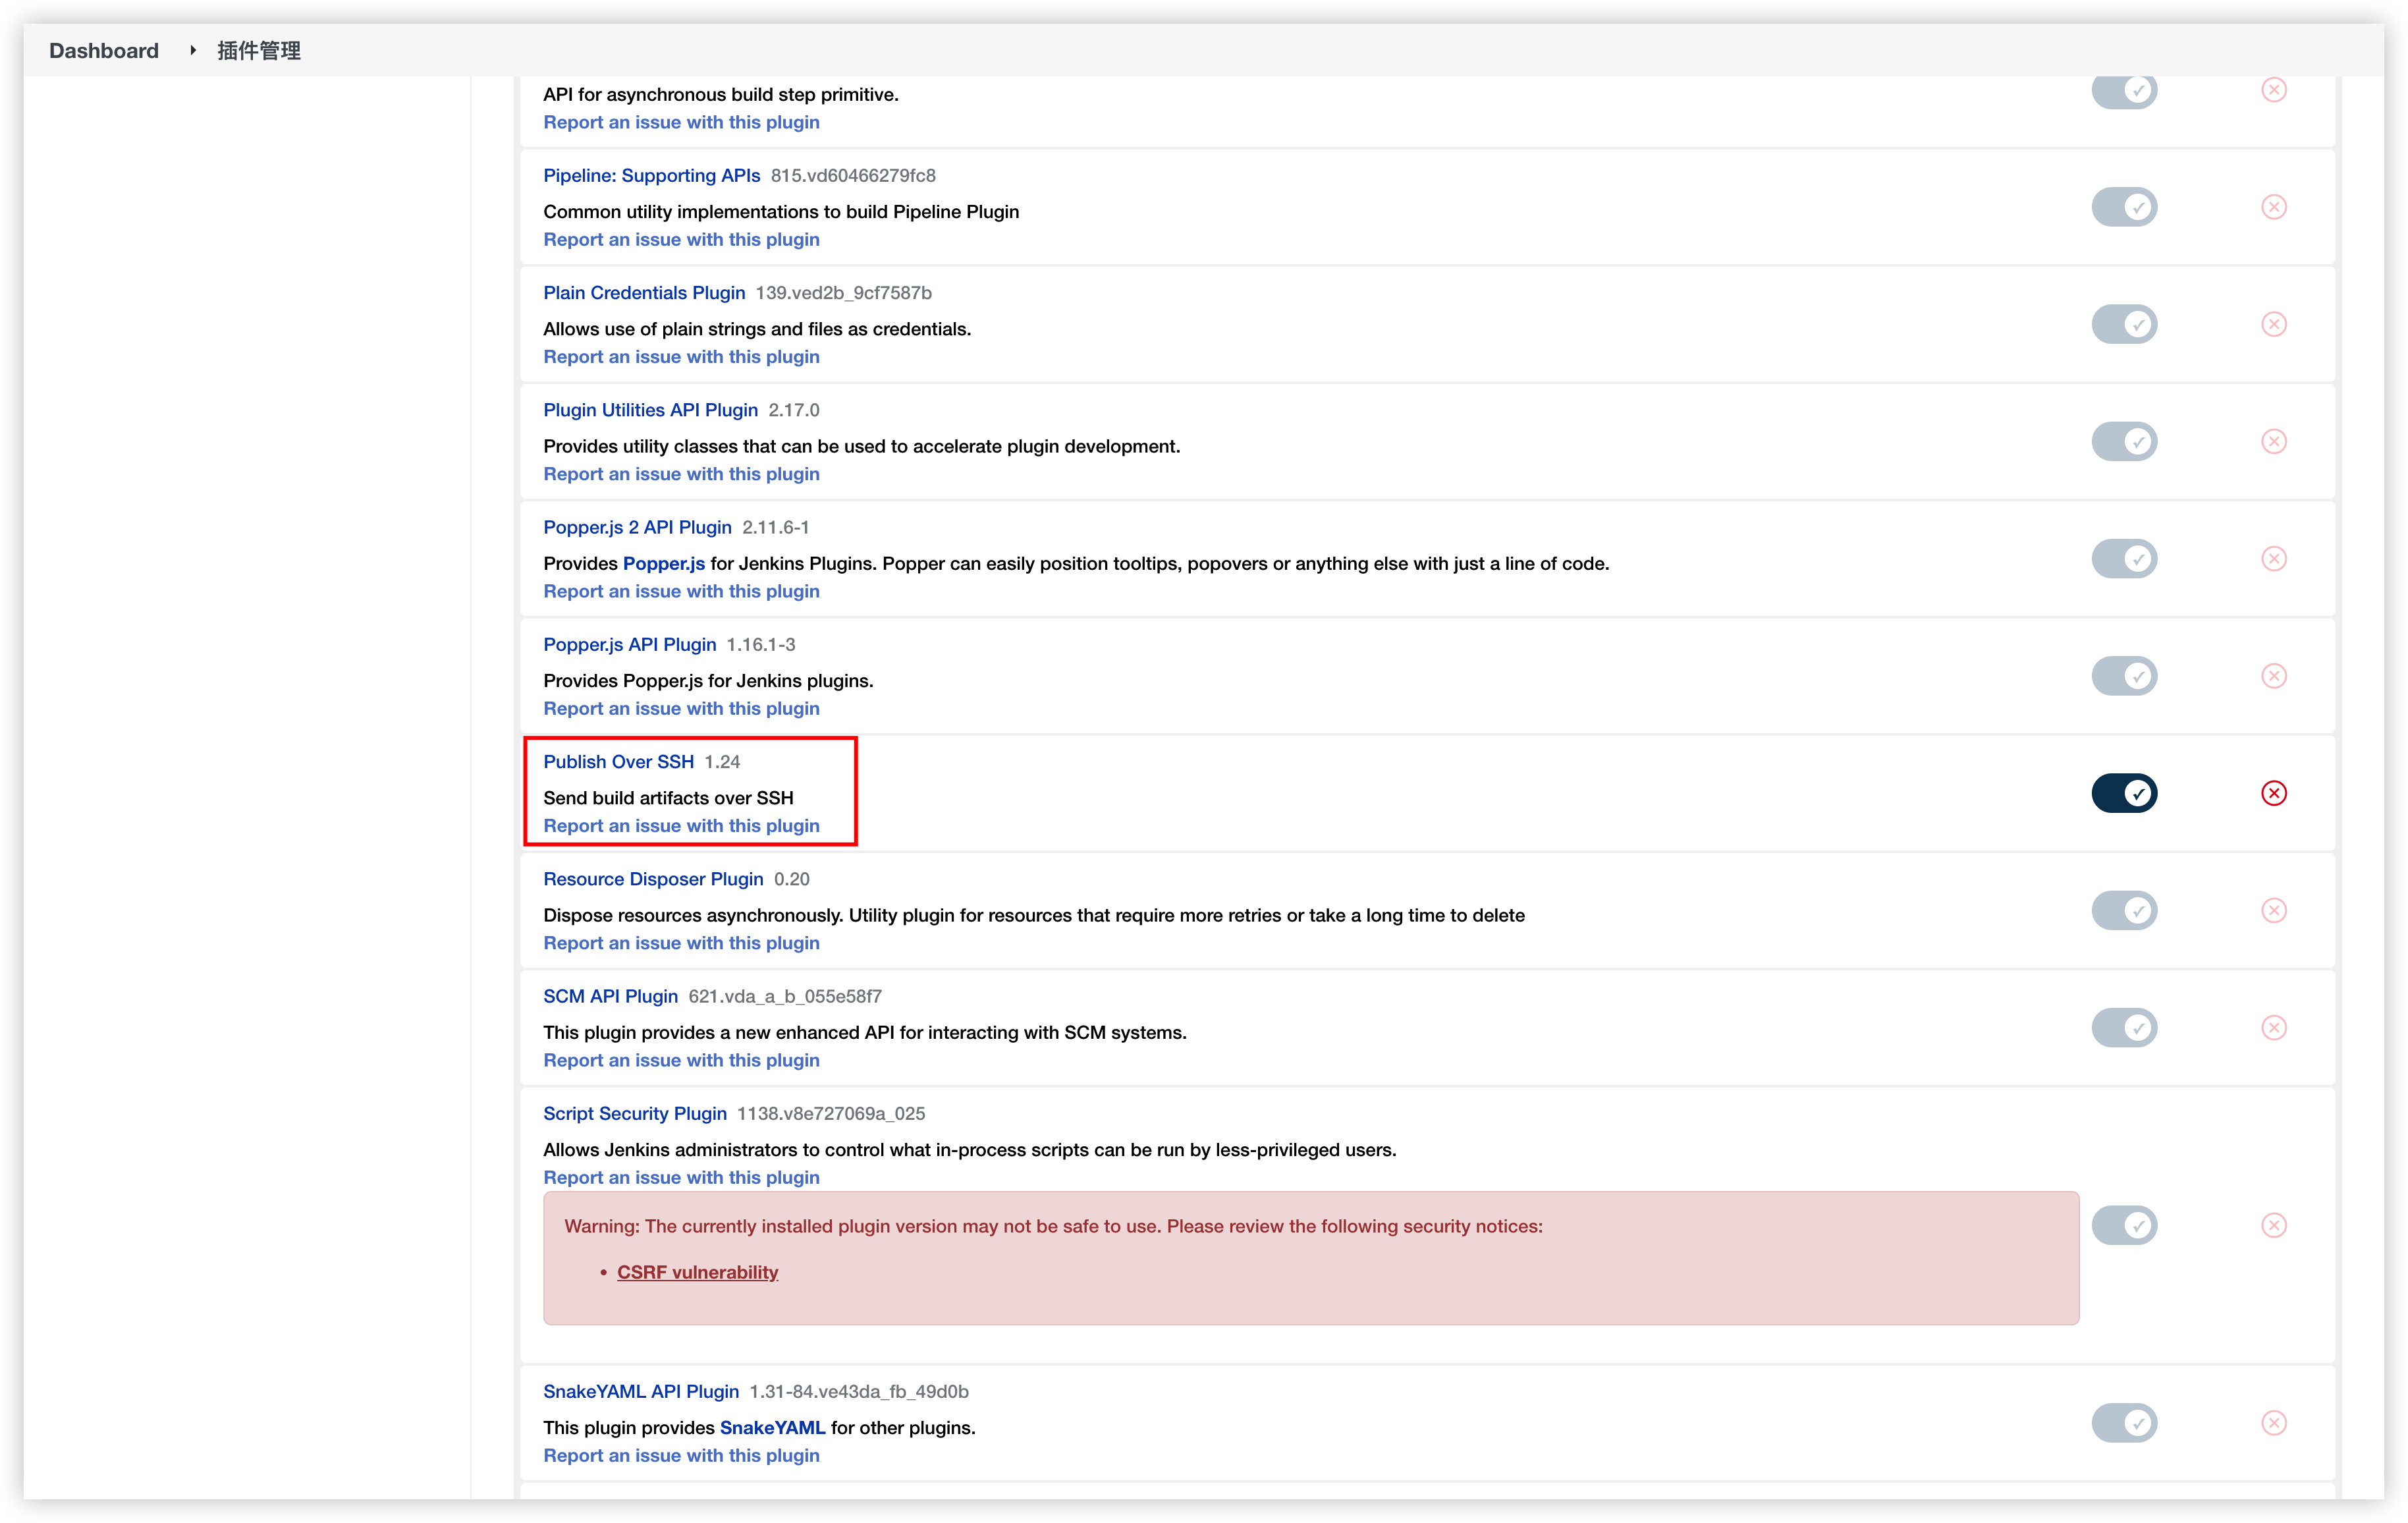 Dashboard 插件管理
API for asynchronous build step primitive.
Report an issue with this plugin
Pipeline: Supporting APIs 815.vd60466279fc8
Common utility implementations to build Pipeline Plugin
Report an issue with this plugin
Plain Credentials Plugin 139.ved2b_9cf7587b
Allows use of plain strings and files as credentials.
Report an issue with this plugin
Plugin Utilities API Plugin 2.17.0
Provides utility classes that can be used to accelerate plugin development.
Report an issue with this plugin
Popper.js 2 API Plugin 2.11.6-1
Provides Popper.js for Jenkins Plugins. Popper can easily position tooltips, popovers or anything else with just a line of code.
Report an issue with this plugin
Popper.js API Plugin 1.16.1-3
Provides Popper.js for Jenkins plugins.
Report an issue with this plugin
Publish Over SSH 1.24
Send build artifacts over SSH
Report an issue with this plugin
Resource Disposer Plugin 0.20
Dispose resources asynchronously. Utility plugin for resources that require more retries or take a long time to delete
Report an issue with this plugin
SCM API Plugin 621.vda_a_b_055e58f7
This plugin provides a new enhanced API for interacting with SCM systems.
Report an issue with this plugin
Script Security Plugin 1138.v8e727069a_025
Allows Jenkins administrators to control what in-process scripts can be run by less-privileged users.
Report an issue with this plugin
Warning: The currently installed plugin version may not be safe to use. Please review the following security notices:
• CSRF vulnerability
SnakeYAML API Plugin 1.31-84.ve43da_fb_49d0b
This plugin provides SnakeYAML for other plugins.
Report an issue with this plugin